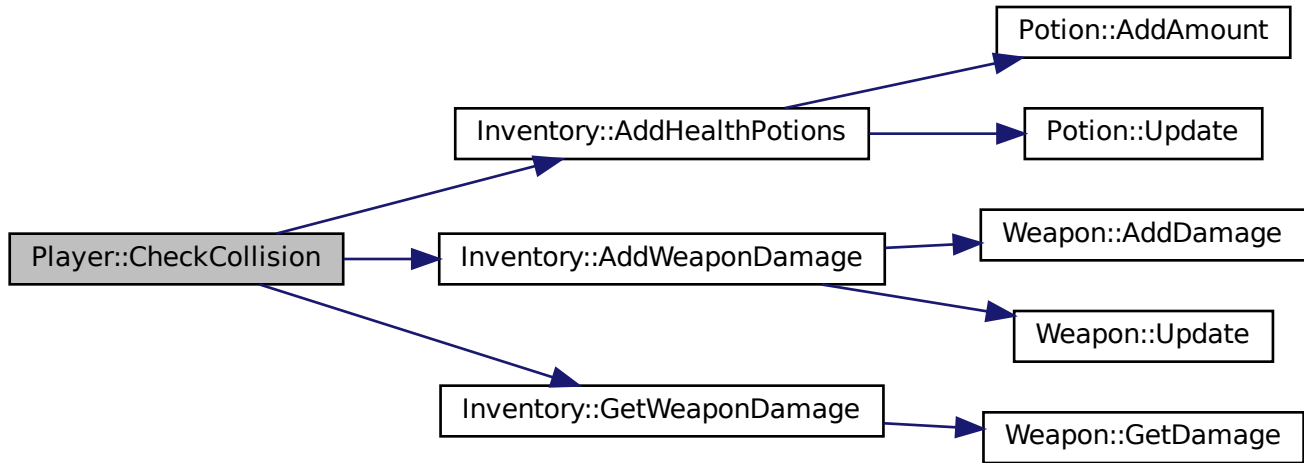 Potion::AddAmount
Inventory::AddHealthPotions
Potion::Update
Player::CheckCollision
Inventory::AddWeaponDamage
Weapon::AddDamage
Weapon::Update
Inventory::GetWeaponDamage
Weapon::GetDamage